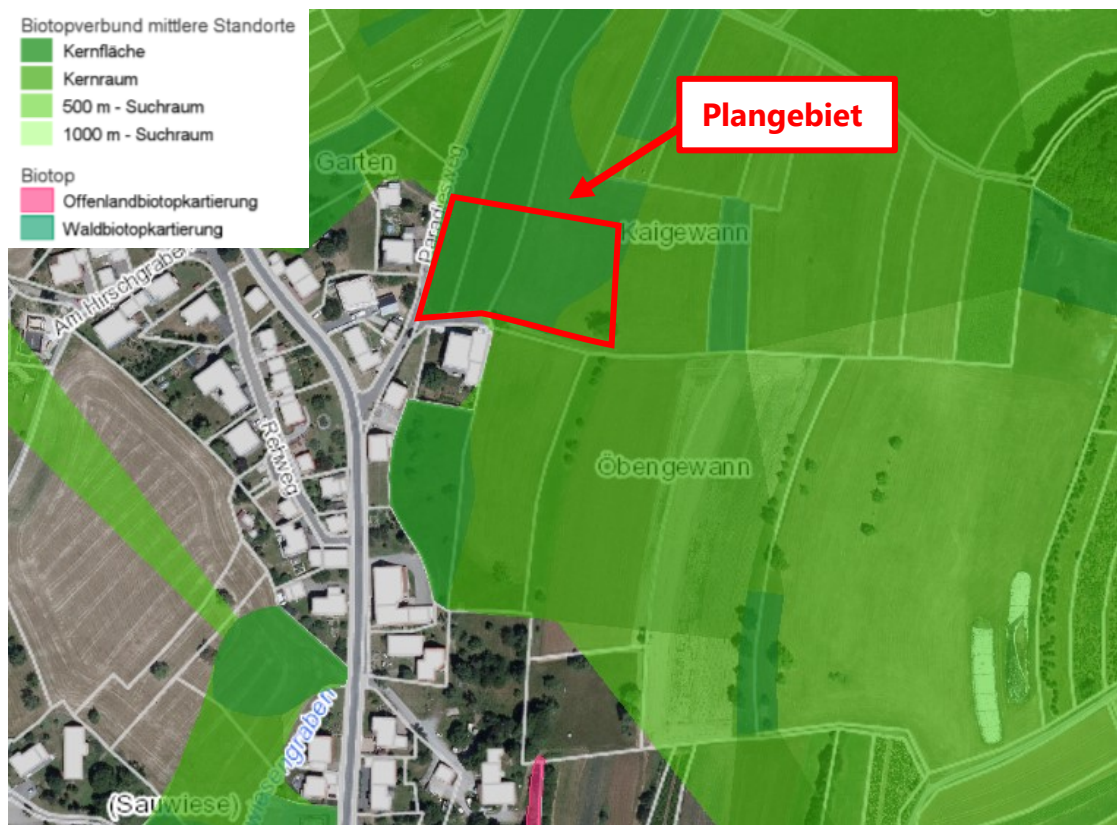 Biotopverbund mittlere Standorte
Kernfläche
Kernraum
500 m - Suchraum
1000 m - Suchraum
Biotop
Offenlandbiotopkartierung
Waldbiotopkartierung
Plangebiet
Garten
Paradiesweg
Kaigewann
Am Hirschgraben
Rehweg
Öbengewann
(Sauwiese)